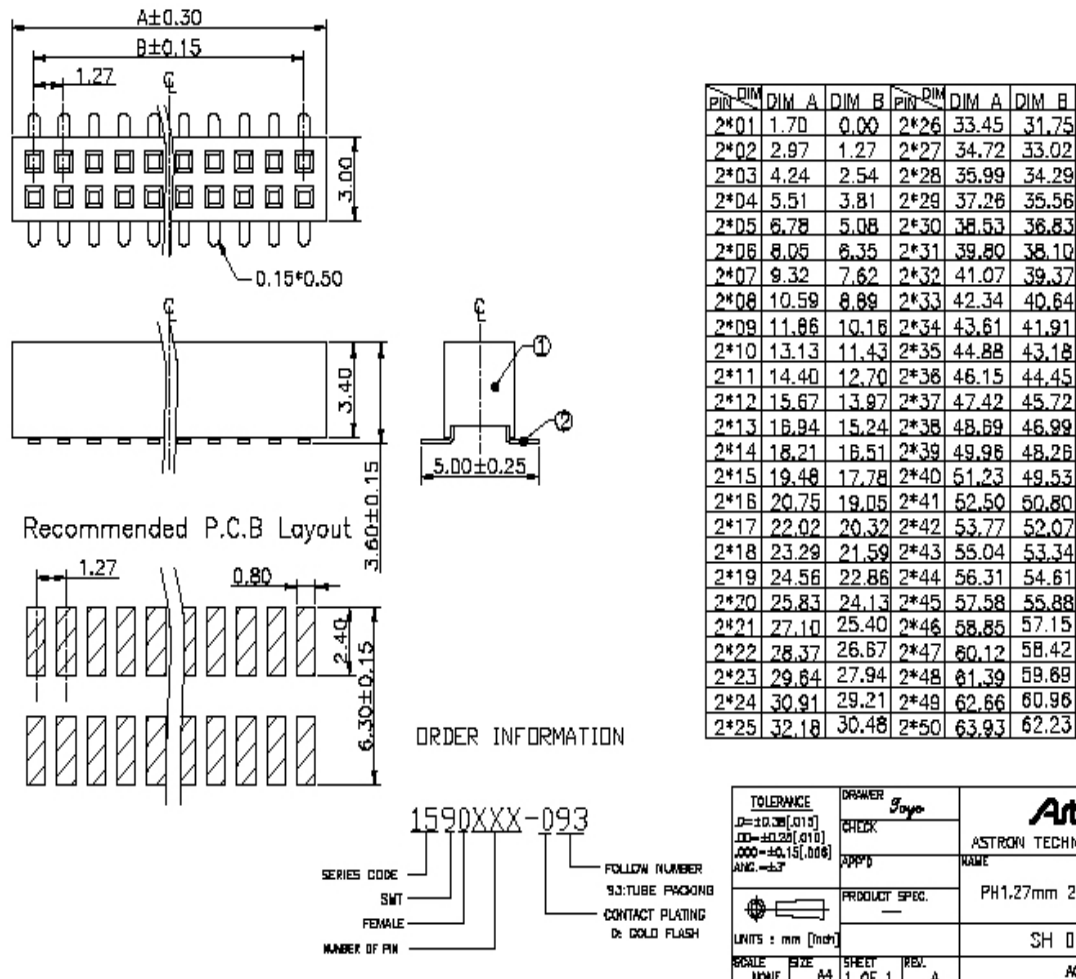 A±0.30
B±0.15
1.27
3.00
0.15*0.50
3.40
3.60±0.15
5.00±0.25
1
2
Recommended P.C.B Layout
1.27
0.80
2.40
6.30±0.15
ORDER INFORMATION
1590XXX-093
SERIES CODE
SMT
FEMALE
NUMBER OF PIN
FOLLOW NUMBER
93:TUBE PACKING
CONTACT PLATING
0: GOLD FLASH
PIN DIM DIM A DIM B PIN DIM DIM A DIM B
2*01 1.70 0.00 2*26 33.45 31.75
2*02 2.97 1.27 2*27 34.72 33.02
2*03 4.24 2.54 2*28 35.99 34.29
2*04 5.51 3.81 2*29 37.26 35.56
2*05 6.78 5.08 2*30 38.53 36.83
2*06 8.05 6.35 2*31 39.80 38.10
2*07 9.32 7.62 2*32 41.07 39.37
2*08 10.59 8.89 2*33 42.34 40.64
2*09 11.86 10.16 2*34 43.61 41.91
2*10 13.13 11.43 2*35 44.88 43.18
2*11 14.40 12.70 2*36 46.15 44.45
2*12 15.67 13.97 2*37 47.42 45.72
2*13 16.94 15.24 2*38 48.69 46.99
2*14 18.21 16.51 2*39 49.96 48.26
2*15 19.48 17.78 2*40 51.23 49.53
2*16 20.75 19.05 2*41 52.50 50.80
2*17 22.02 20.32 2*42 53.77 52.07
2*18 23.29 21.59 2*43 55.04 53.34
2*19 24.56 22.86 2*44 56.31 54.61
2*20 25.83 24.13 2*45 57.58 55.88
2*21 27.10 25.40 2*46 58.85 57.15
2*22 28.37 26.67 2*47 60.12 58.42
2*23 29.64 27.94 2*48 61.39 59.69
2*24 30.91 29.21 2*49 62.66 60.96
2*25 32.18 30.48 2*50 63.93 62.23
TOLERANCE
.0=±0.38[.015]
.00=±0.25[.010]
.000=±0.15[.006]
ANG.=±3°
UNITS : mm [inch]
SCALE NONE
SIZE A4
DRAWER
CHECK
APP'D
PRODUCT SPEC.
SHEET 1 OF 1
REV. A
ASTRON TECHN
NAME
PH1.27mm 2
SH